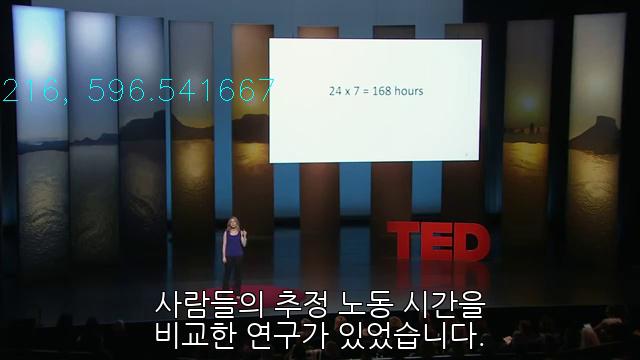 216, 596.541667
24 x 7 = 168 hours
TED
사람들의 추정 노동 시간을
비교한 연구가 있었습니다.